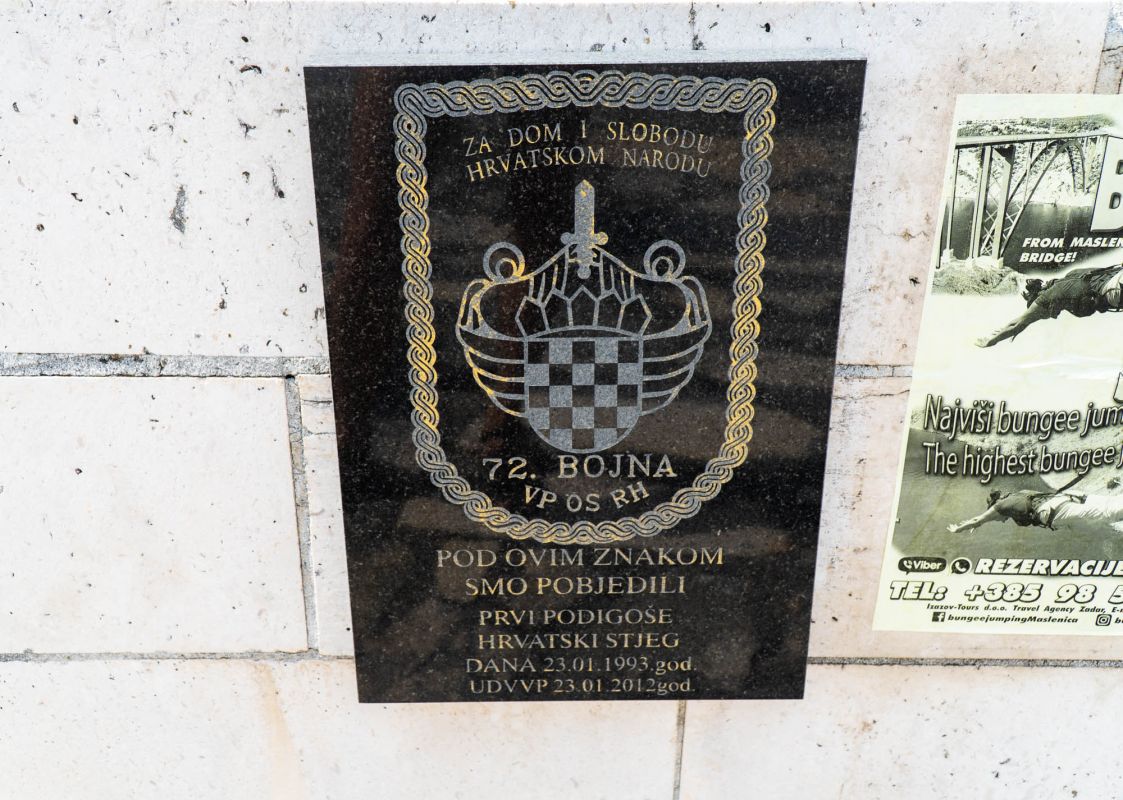 ZA DOM I SLOBODU
HRVATSKOM NARODU
72. BOJNA
VP OS RH
POD OVIM ZNAKOM
SMO POBJEDILI
PRVI PODIGOŠE
HRVATSKI STJEG
DANA 23.01.1993.god.
UDVVP 23.01.2012god.
B
FROM MASLEN
BRIDGE!
Najviši bungee jum
The highest bungee j
Viber
REZERVACIJE
TEL: +385 98 5
Izazov-Tours d.o.o. Travel Agency Zadar, E-
bungeejumpingMaslenica